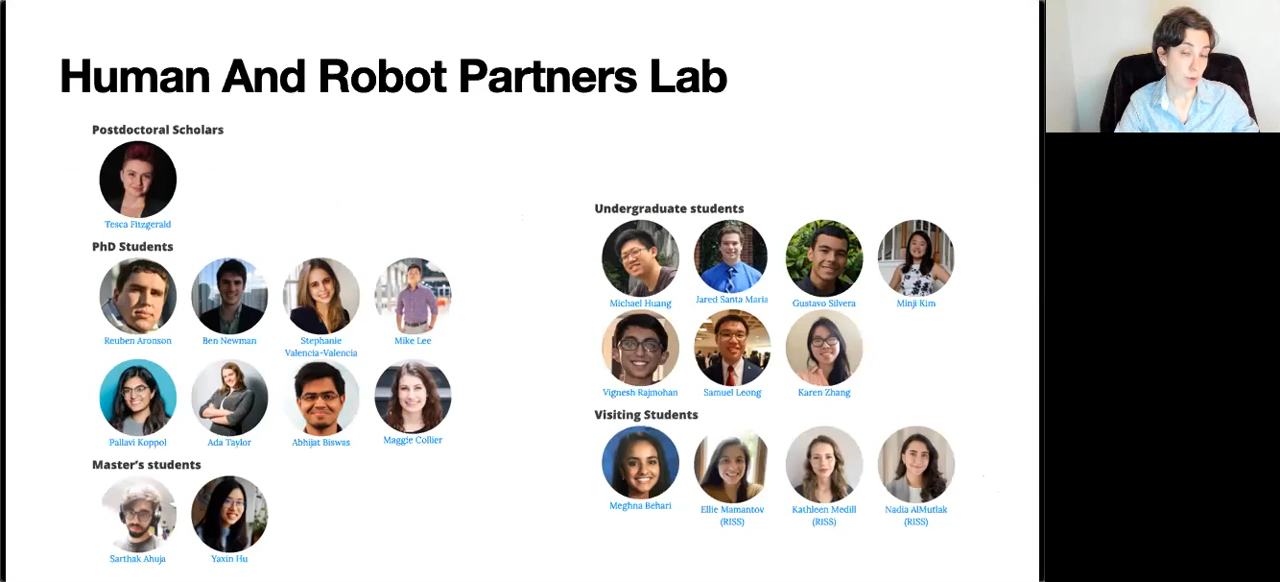 Human And Robot Partners Lab
Postdoctoral Scholars
Tesca Fitzgerald
PhD Students
Reuben Aronson
Ben Newman
Stephanie
Valencia-Valencia
Mike Lee
Pallavi Koppol
Ada Taylor
Abhijat Biswas
Maggie Collier
Master's students
Sarthak Ahuja
Yaxin Hu
Undergraduate students
Michael Huang
Jared Santa Maria
Gustavo Silvera
Minji Kim
Vignesh Rajmohan
Samuel Leong
Karen Zhang
Visiting Students
Meghna Behari
Ellie Mamantov
(RISS)
Kathleen Medill
(RISS)
Nadia AlMutlak
(RISS)